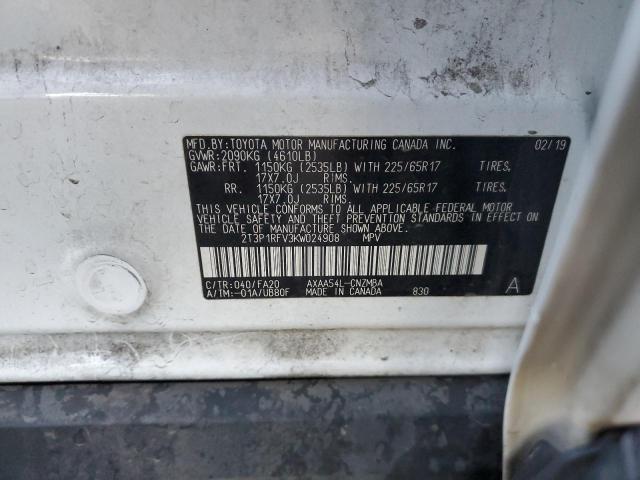 MFD.BY:TOYOTA MOTOR MANUFACTURING CANADA INC. 02/19
GVWR:2090KG (4610LB)
GAWR:FRT. 1150KG (2535LB) WITH 225/65R17 TIRES.
17X7.0J RIMS.
RR. 1150KG (2535LB) WITH 225/65R17 TIRES.
17X7.0J RIMS.
THIS VEHICLE CONFORMS TO ALL APPLICABLE FEDERAL MOTOR
VEHICLE SAFETY AND THEFT PREVENTION STANDARDS IN EFFECT ON
THE DATE OF MANUFACTURE SHOWN ABOVE.
2T3P1RFV3KW024908 MPV
C/TR:040/FA20 AXAA54L-CNZMBA
A/TM:-01A/UB80F MADE IN CANADA 830 A